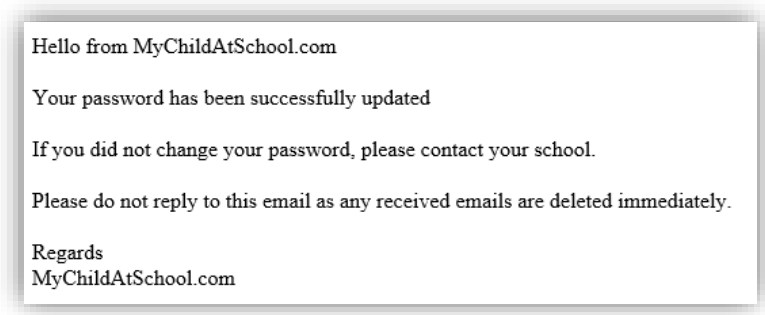 Hello from MyChildAtSchool.com
Your password has been successfully updated
If you did not change your password, please contact your school.
Please do not reply to this email as any received emails are deleted immediately.
Regards
MyChildAtSchool.com